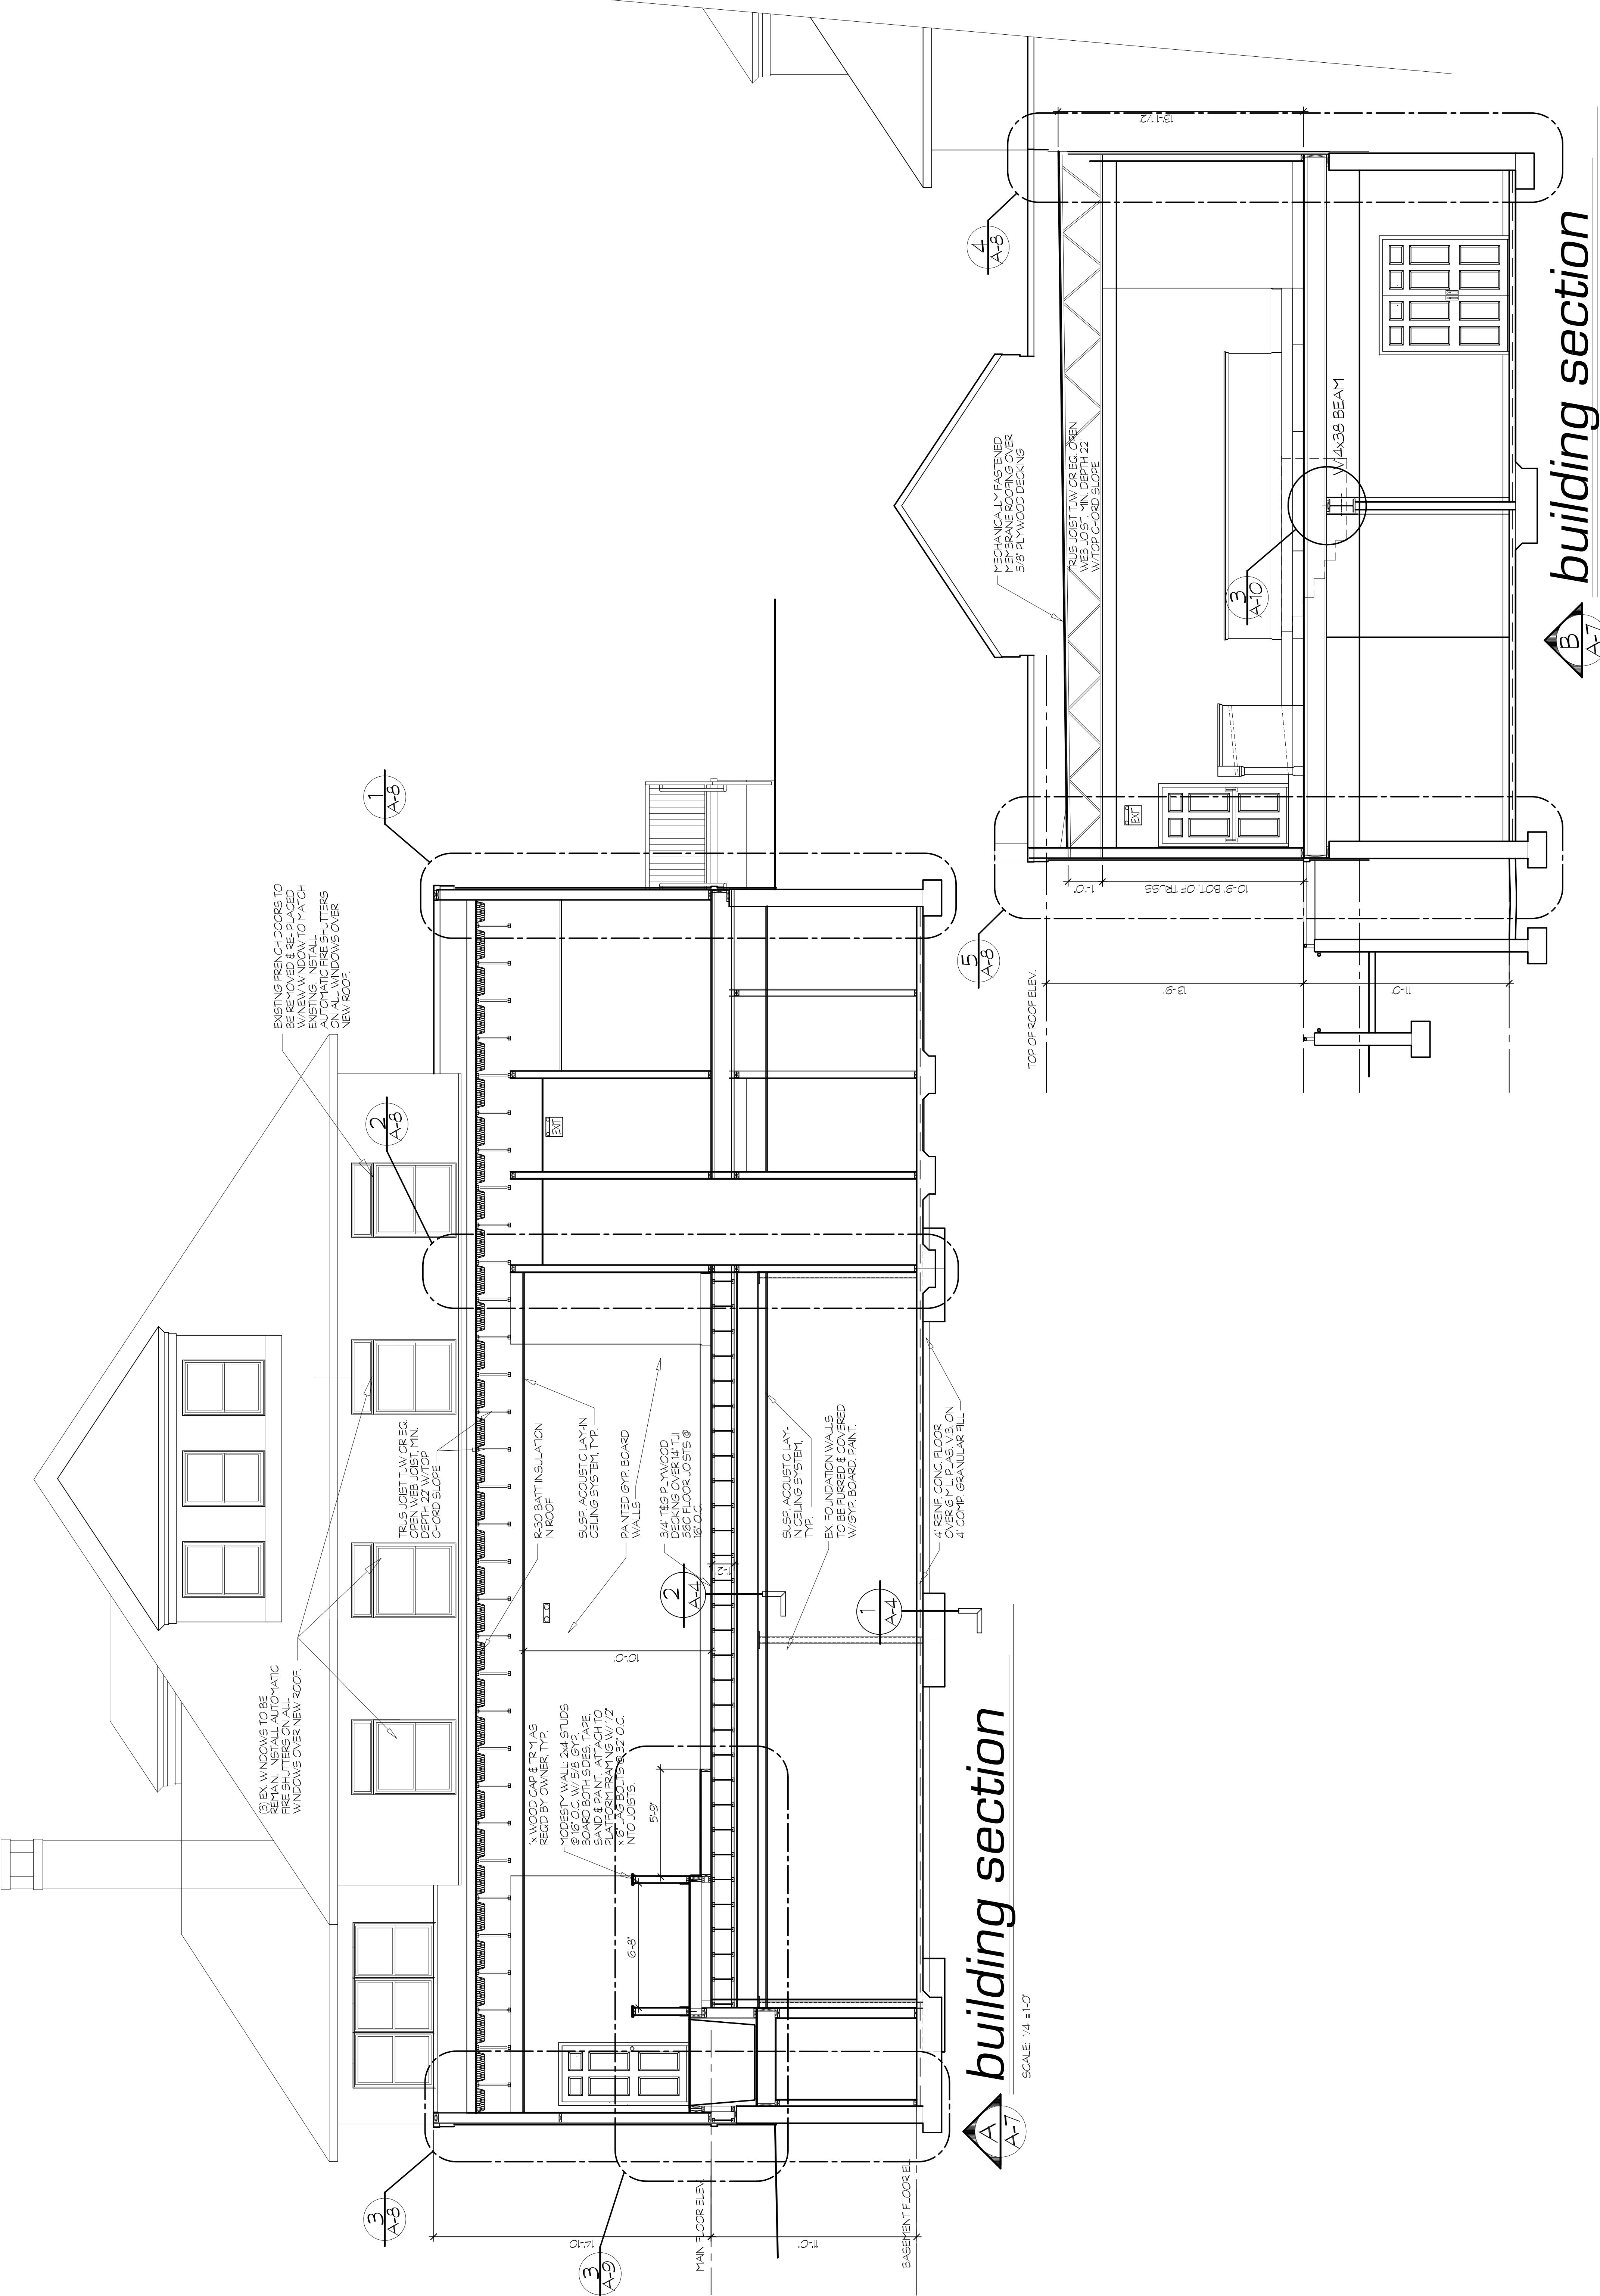 EXISTING FRENCH DOORS TO
BE REMOVED & RE- PLACED
W/NEW WINDOW TO MATCH
EXISTING.  INSTALL
AUTOMATIC FIRE SHUTTERS
ON ALL WINDOWS OVER
NEW ROOF.
(3) EX. WINDOWS TO BE
REMAIN.  INSTALL AUTOMATIC
FIRE SHUTTERS ON ALL
WINDOWS OVER NEW ROOF.
1
A-8
2
A-8
3
A-8
3
A-9
TRUS JOIST TJW OR EQ.
OPEN WEB JOIST, MIN.
DEPTH 22" W/TOP
CHORD SLOPE
R-30 BATT INSULATION
IN ROOF
SUSP. ACOUSTIC LAY-IN
CEILING SYSTEM, TYP.
PAINTED GYP. BOARD
WALLS
3/4" T&G PLYWOOD
DECKING OVER 14" TJI
560 FLOOR JOISTS @
16" O.C.
SUSP. ACOUSTIC LAY-
IN CEILING SYSTEM,
TYP.
EX. FOUNDATION WALLS
TO BE FURRED & COVERED
W/GYP. BOARD, PAINT.
4" REINF. CONC. FLOOR
OVER 6 MIL. PLAS. V.B. ON
4" COMP. GRANULAR FILL
1x WOOD CAP & TRIM AS
REQ'D BY OWNER, TYP.
MODESTY WALL: 2x4 STUDS
@ 16" O.C. W/ 5/8 GYP.
BOARD BOTH SIDES, TAPE,
SAND & PAINT.  ATTACH TO
PLATFORM FRAMING W/ 1/2"
x 6" LAG BOLTS @ 32" O.C.
INTO JOISTS.
EXIT
10'-0"
1'-2"
5'-9"
6'-8"
2
A-4
1
A-4
14'-10"
11'-0"
MAIN FLOOR ELEV.
BASEMENT FLOOR EL.
A
A-7
building section
SCALE: 1/4" = 1'-0"
4
A-8
5
A-8
3
A-10
13'-1 1/2"
MECHANICALLY FASTENED
MEMBRANE ROOFING OVER
5/8" PLYWOOD DECKING
TRUS JOIST TJW OR EQ. OPEN
WEB JOIST, MIN. DEPTH 22"
W/TOP CHORD SLOPE
W14x38 BEAM
EXIT
1'-10"
10'-9" BOT. OF TRUSS
TOP OF ROOF ELEV.
13'-9"
11'-0"
B
A-7
building section